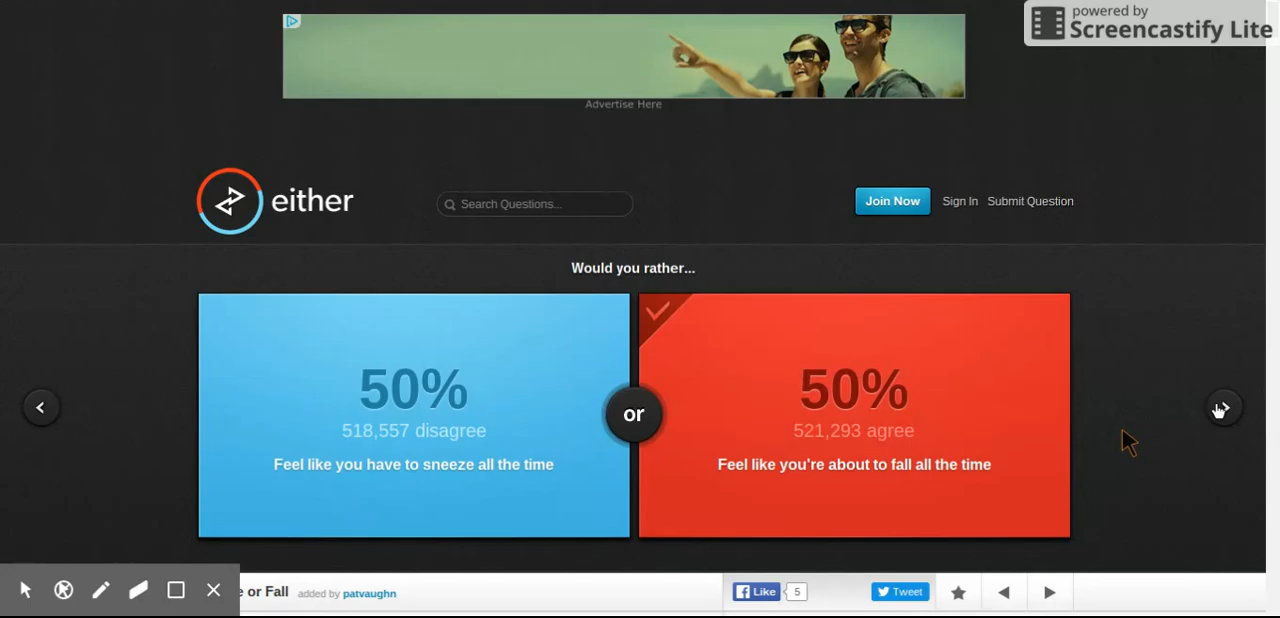 powered by
Screencastify Lite
Advertise Here
either
Search Questions...
Join Now
Sign In
Submit Question
Would you rather...
50%
518,557 disagree
Feel like you have to sneeze all the time
or
50%
521,293 agree
Feel like you're about to fall all the time
e or Fall
added by patvaughn
Like
5
Tweet